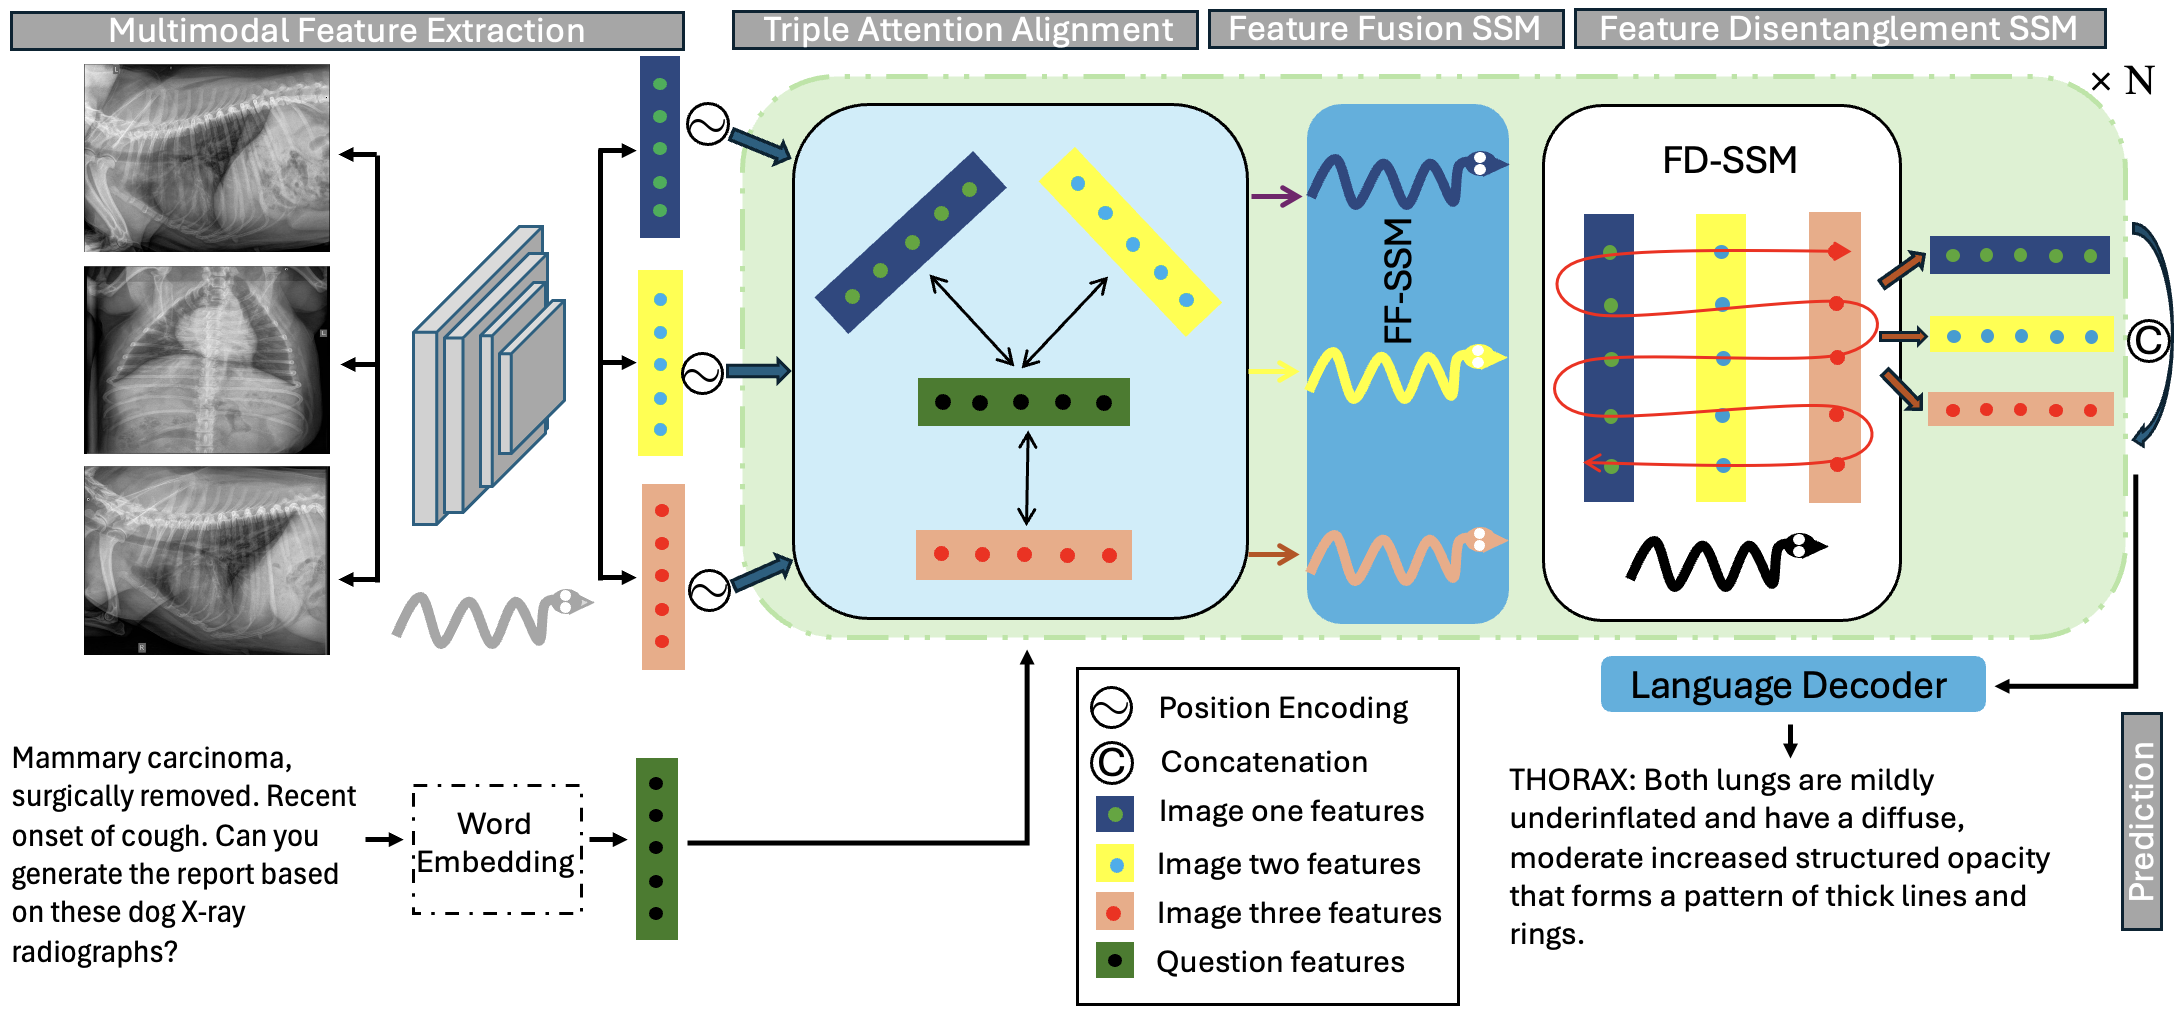 Multimodal Feature Extraction
Triple Attention Alignment
Feature Fusion SSM
Feature Disentanglement SSM
× N
FF-SSM
FD-SSM
C
Language Decoder
Mammary carcinoma,
surgically removed. Recent
onset of cough. Can you
generate the report based
on these dog X-ray
radiographs?
Word
Embedding
Position Encoding
C Concatenation
Image one features
Image two features
Image three features
Question features
THORAX: Both lungs are mildly
underinflated and have a diffuse,
moderate increased structured opacity
that forms a pattern of thick lines and
rings.
Prediction